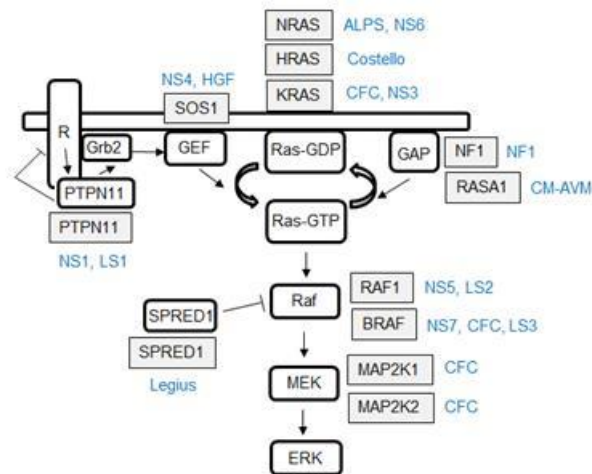 NRAS ALPS, NS6
HRAS Costello
KRAS CFC, NS3
NS4, HGF
SOS1
R
Grb2
GEF
Ras-GDP
GAP
NF1 NF1
RASA1 CM-AVM
PTPN11
PTPN11
NS1, LS1
Ras-GTP
Raf
RAF1 NS5, LS2
BRAF NS7, CFC, LS3
SPRED1
SPRED1
Legius
MEK
MAP2K1 CFC
MAP2K2 CFC
ERK